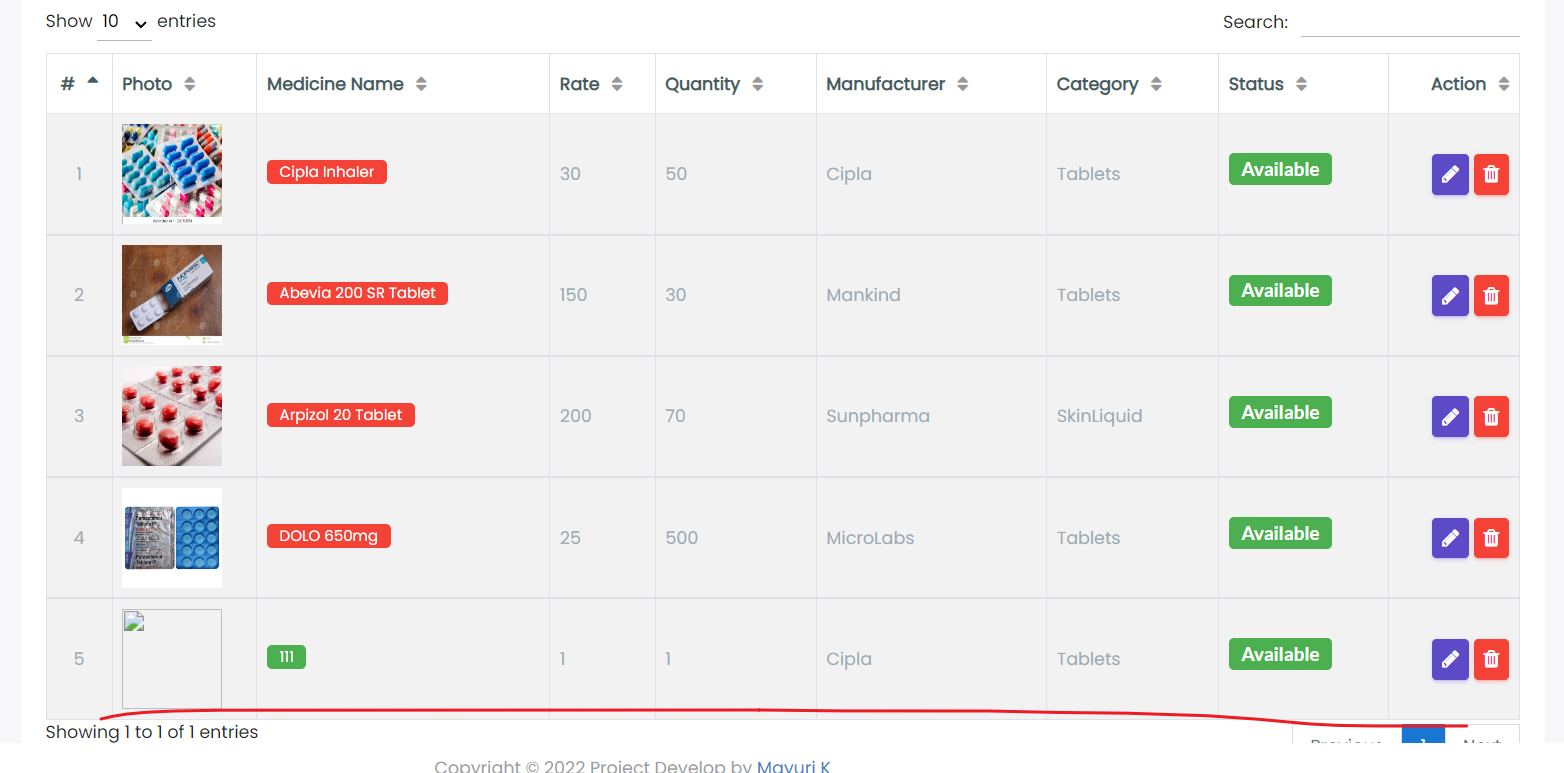 Show 10 entries
Search:
# Photo Medicine Name Rate Quantity Manufacturer Category Status Action
1 Cipla Inhaler 30 50 Cipla Tablets Available
2 Abevia 200 SR Tablet 150 30 Mankind Tablets Available
3 Arpizol 20 Tablet 200 70 Sunpharma SkinLiquid Available
4 DOLO 650mg 25 500 MicroLabs Tablets Available
5 111 1 1 Cipla Tablets Available
Showing 1 to 1 of 1 entries
Previous 1 Next
Copyright © 2022 Project Develop by Mayuri K